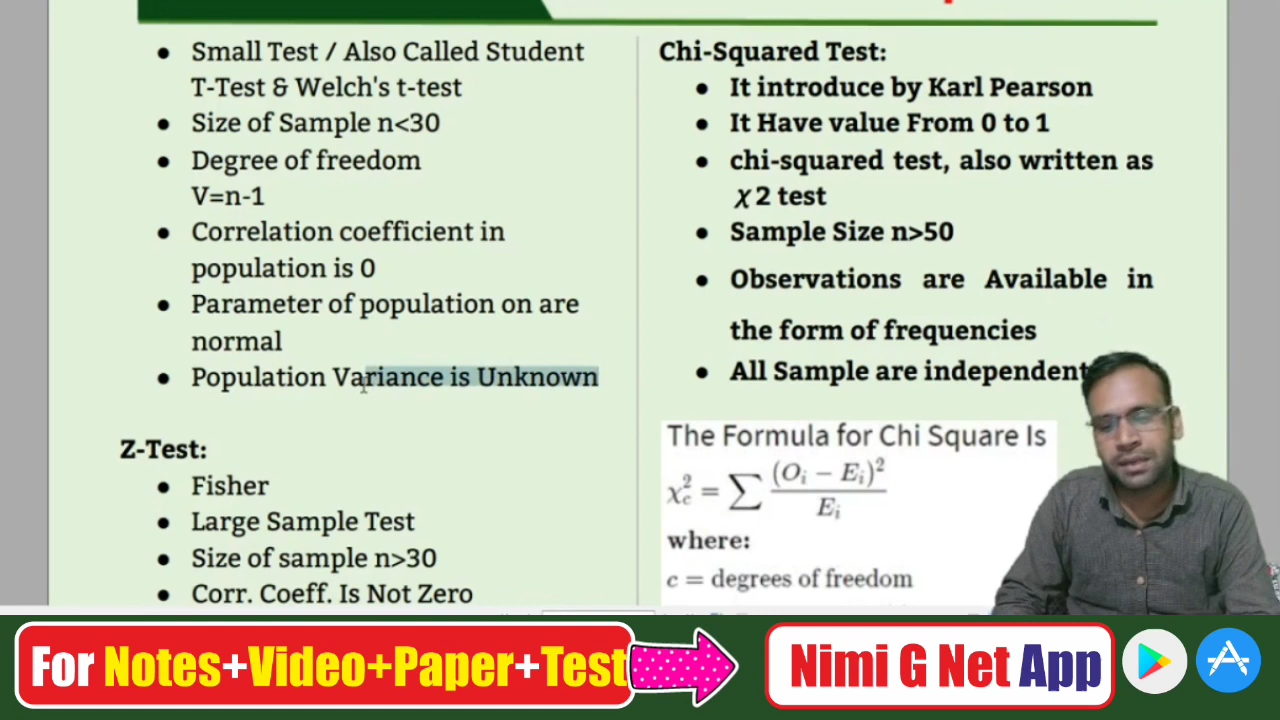 Small Test / Also Called Student
T-Test & Welch's t-test
Size of Sample n<30
Degree of freedom
V=n-1
Correlation coefficient in
population is 0
Parameter of population on are
normal
Population Variance is Unknown
Z-Test:
Fisher
Large Sample Test
Size of sample n>30
Corr. Coeff. Is Not Zero
Chi-Squared Test:
It introduce by Karl Pearson
It Have value From 0 to 1
chi-squared test, also written as
χ2 test
Sample Size n>50
Observations are Available in
the form of frequencies
All Sample are independent
The Formula for Chi Square Is
χ²c = ∑ (Oi − Ei)² / Ei
where:
c = degrees of freedom
For Notes+Video+Paper+Test
Nimi G Net App